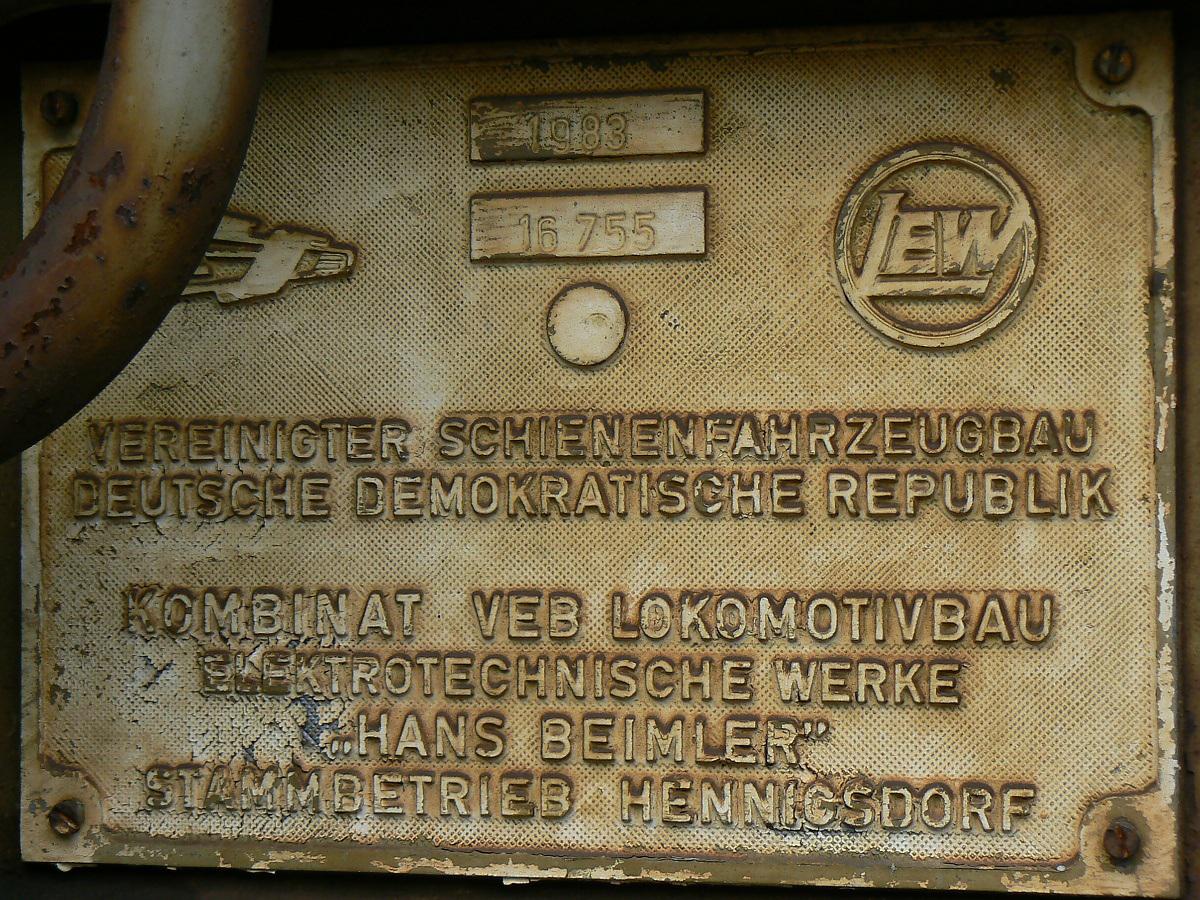 1983
16 755
LEW
VEREINIGTER SCHIENENFAHRZEUGBAU
DEUTSCHE DEMOKRATISCHE REPUBLIK
KOMBINAT VEB LOKOMOTIVBAU
ELEKTROTECHNISCHE WERKE
„HANS BEIMLER”
STAMMBETRIEB HENNIGSDORF